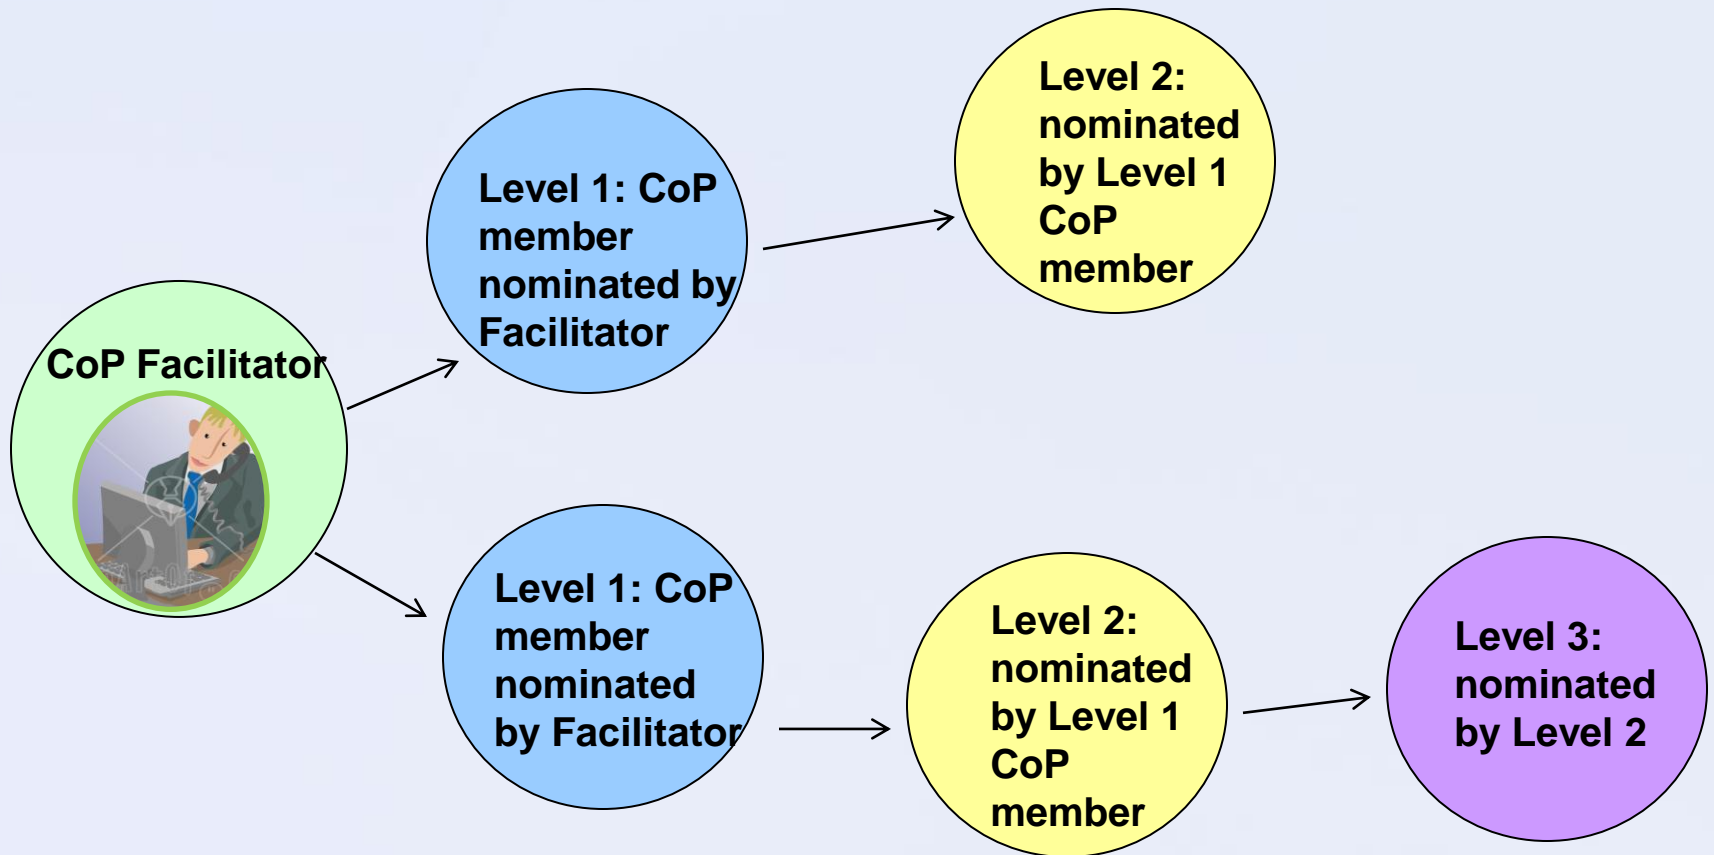 CoP Facilitator
Level 1: CoP
member
nominated by
Facilitator
Level 2:
nominated
by Level 1
CoP
member
Level 1: CoP
member
nominated
by Facilitator
Level 2:
nominated
by Level 1
CoP
member
Level 3:
nominated
by Level 2